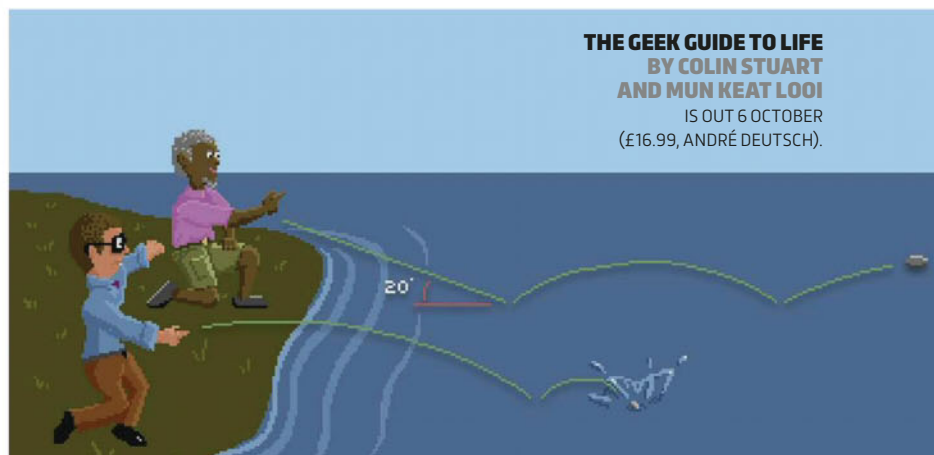 THE GEEK GUIDE TO LIFE
BY COLIN STUART
AND MUN KEAT LOOI
IS OUT 6 OCTOBER
(£16.99, ANDRÉ DEUTSCH).
20°